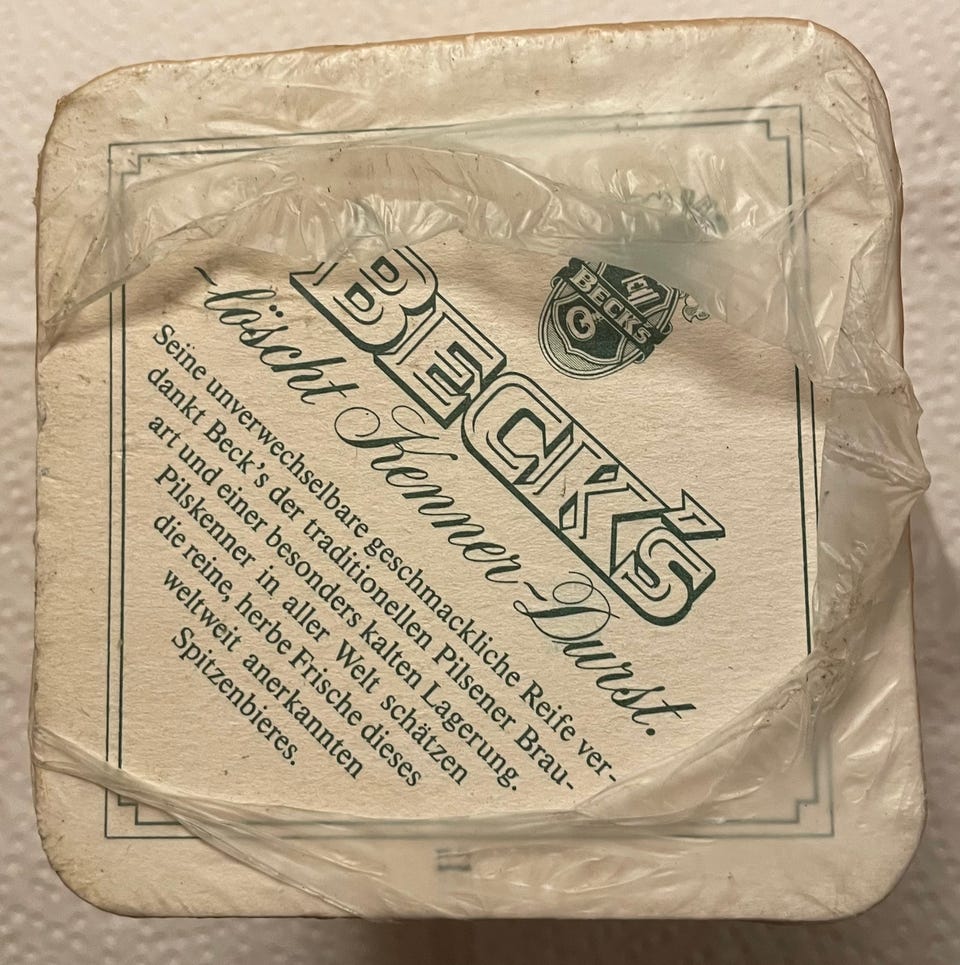 BECK'S
BECK'S
löscht Kenner-Durst.
Seine unverwechselbare geschmackliche Reife ver-
dankt Beck's der traditionellen Pilsener Brau-
art und einer besonders kalten Lagerung.
Pilskenner in aller Welt schätzen
die reine, herbe Frische dieses
weltweit anerkannten
Spitzenbieres.